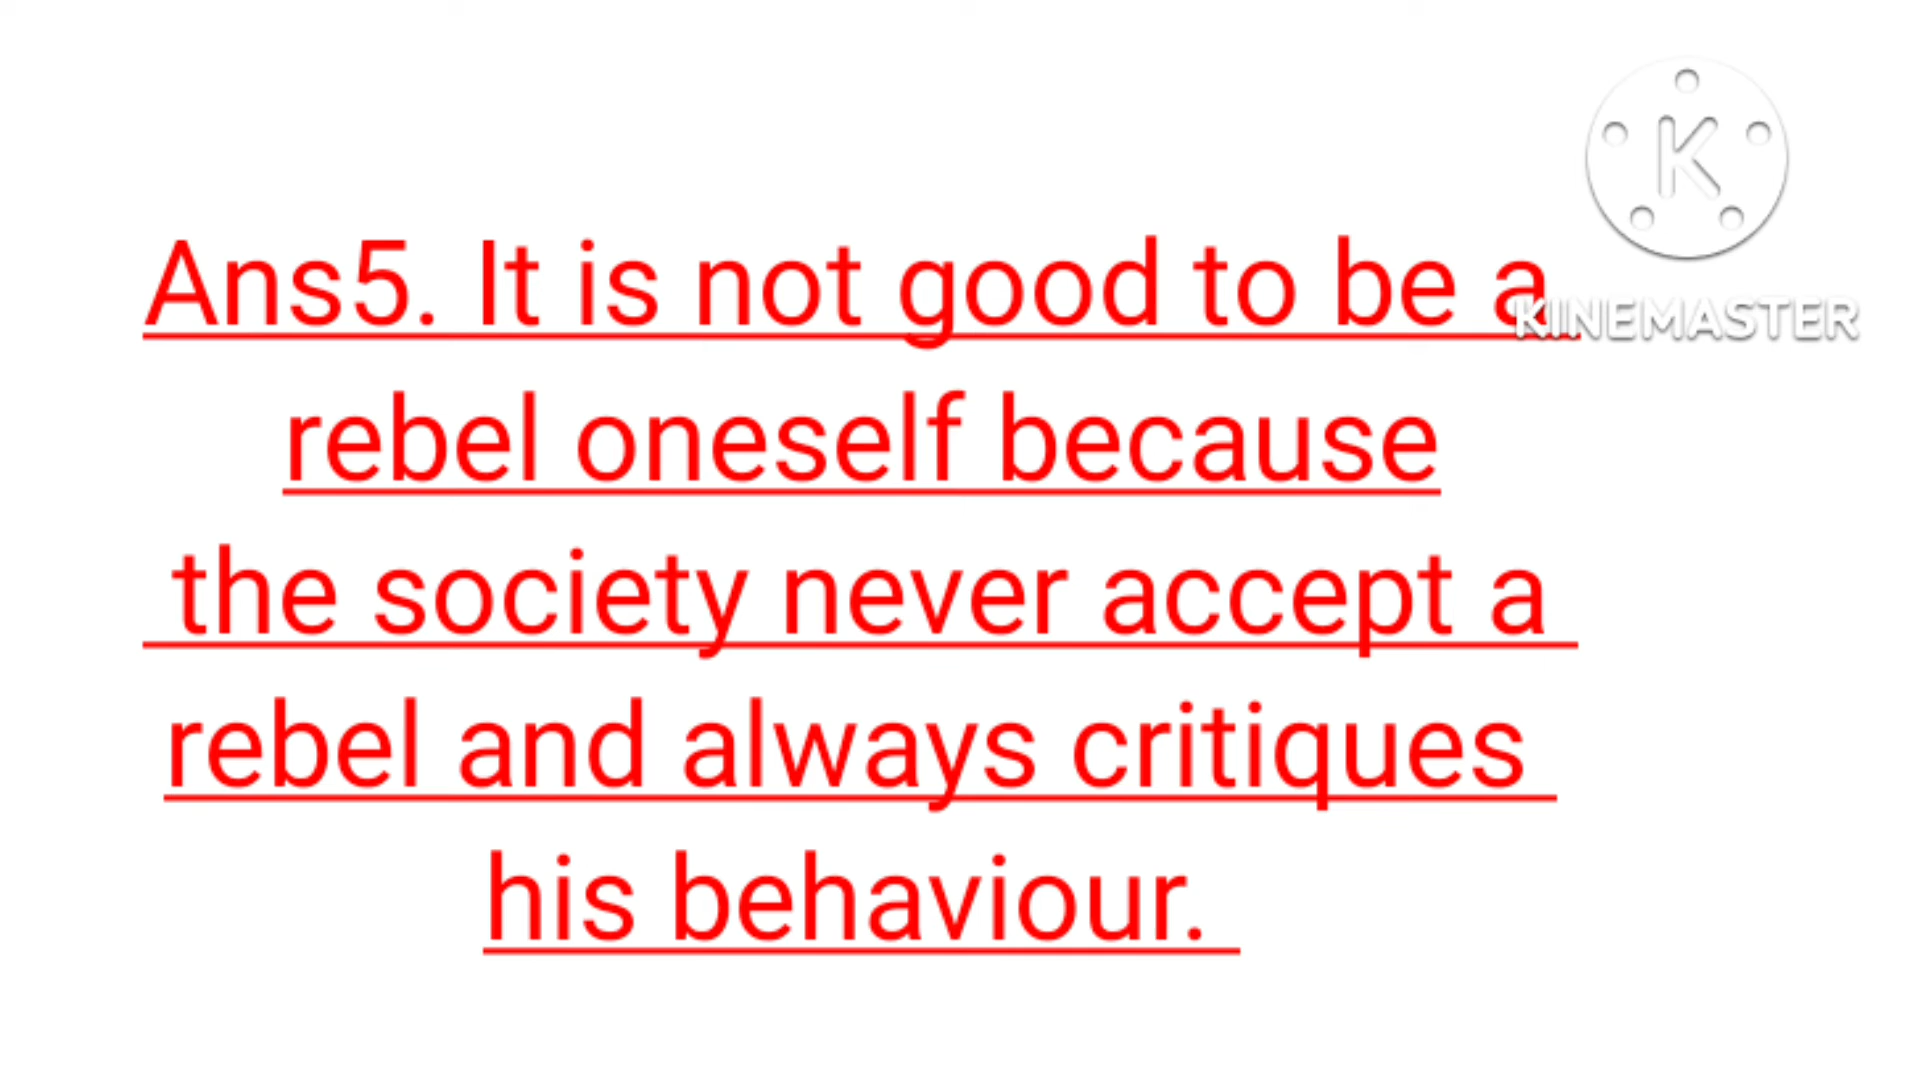 Ans5. It is not good to be a
KINEMASTER
rebel oneself because
the society never accept a
rebel and always critiques
his behaviour.